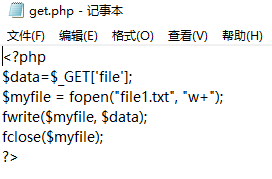 get.php - 记事本
文件(F) 编辑(E) 格式(O) 查看(V) 帮助(H)
<?php
$data=$_GET['file'];
$myfile = fopen("file1.txt", "w+");
fwrite($myfile, $data);
fclose($myfile);
?>